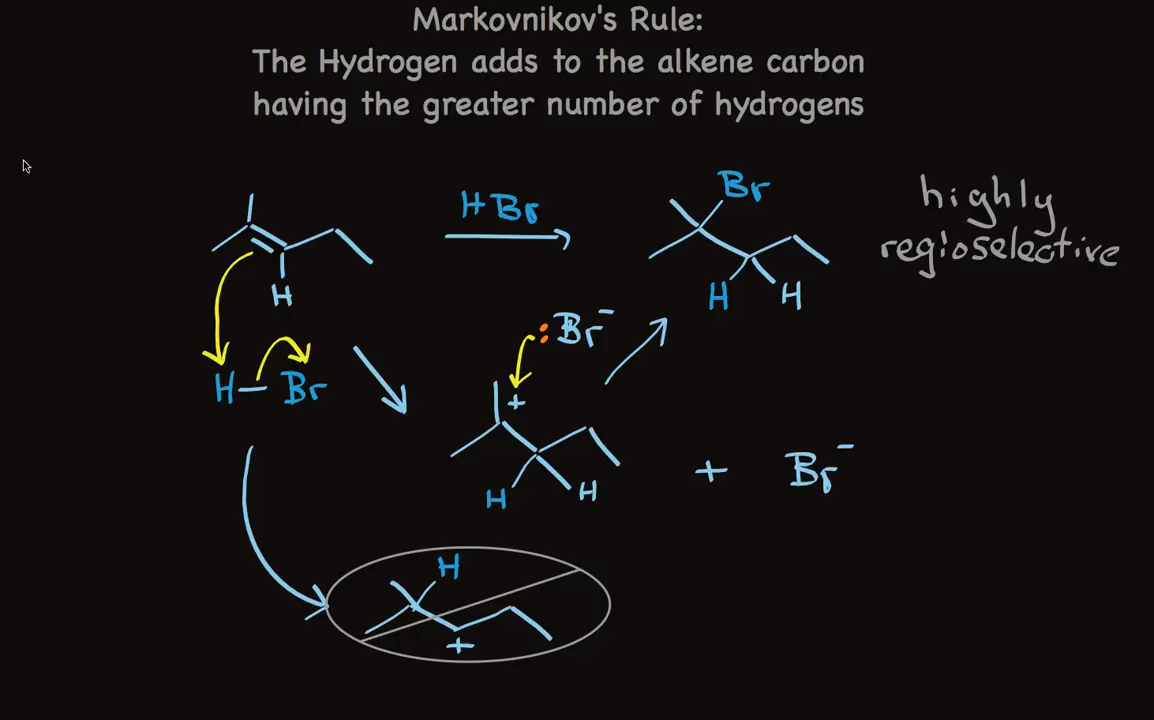 Markovnikov's Rule:
The Hydrogen adds to the alkene carbon
having the greater number of hydrogens
HBr
Br
highly
regioselective
H
H
H
:Br⁻
H—Br
+
H
H
+
Br⁻
H
+